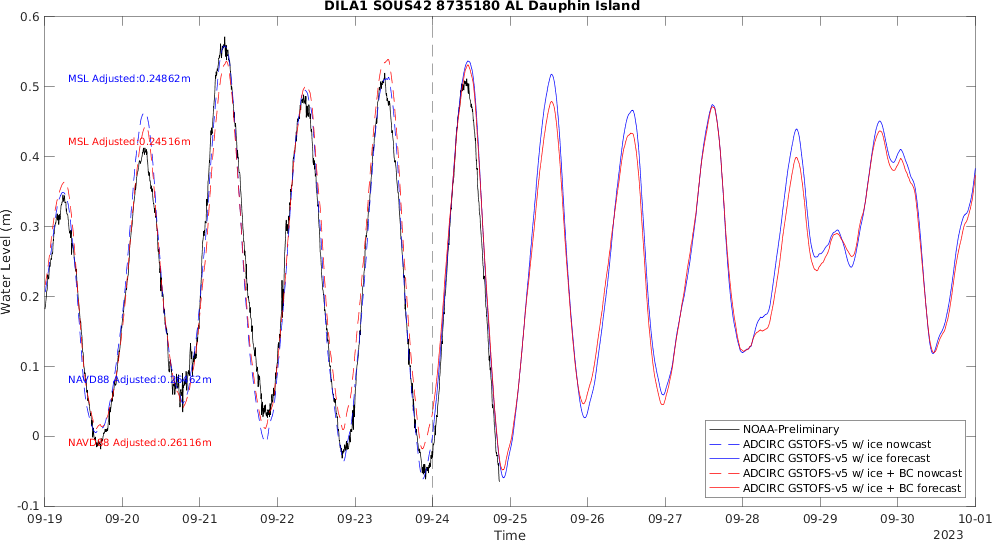 DILA1 SOUS42 8735180 AL Dauphin Island
0.6
0.5
0.4
0.3
0.2
0.1
0
-0.1
Water Level (m)
MSL Adjusted:0.24862m
MSL Adjusted:0.24516m
NAVD88 Adjusted:0.26462m
NAVD88 Adjusted:0.26116m
NOAA-Preliminary
ADCIRC GSTOFS-v5 w/ ice nowcast
ADCIRC GSTOFS-v5 w/ ice forecast
ADCIRC GSTOFS-v5 w/ ice + BC nowcast
ADCIRC GSTOFS-v5 w/ ice + BC forecast
09-19 09-20 09-21 09-22 09-23 09-24 09-25 09-26 09-27 09-28 09-29 09-30 10-01
Time
2023